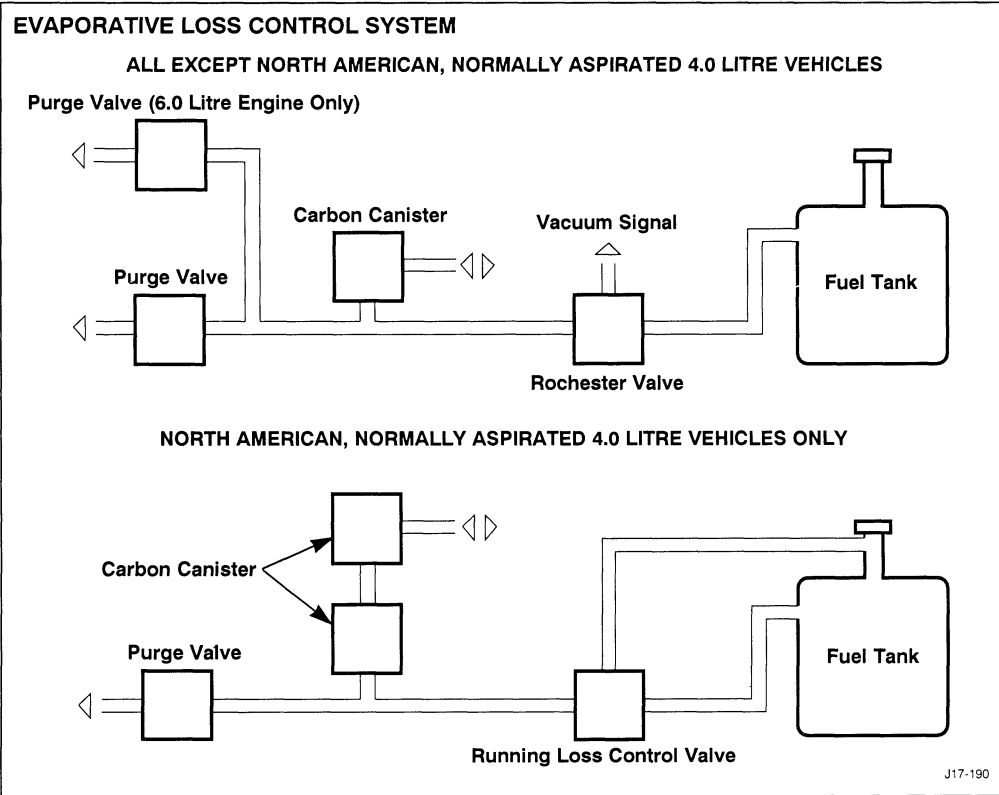 EVAPORATIVE LOSS CONTROL SYSTEM
ALL EXCEPT NORTH AMERICAN, NORMALLY ASPIRATED 4.0 LITRE VEHICLES
Purge Valve (6.0 Litre Engine Only)
Carbon Canister
Vacuum Signal
Purge Valve
Fuel Tank
Rochester Valve
NORTH AMERICAN, NORMALLY ASPIRATED 4.0 LITRE VEHICLES ONLY
Carbon Canister
Purge Valve
Fuel Tank
Running Loss Control Valve
J17-190